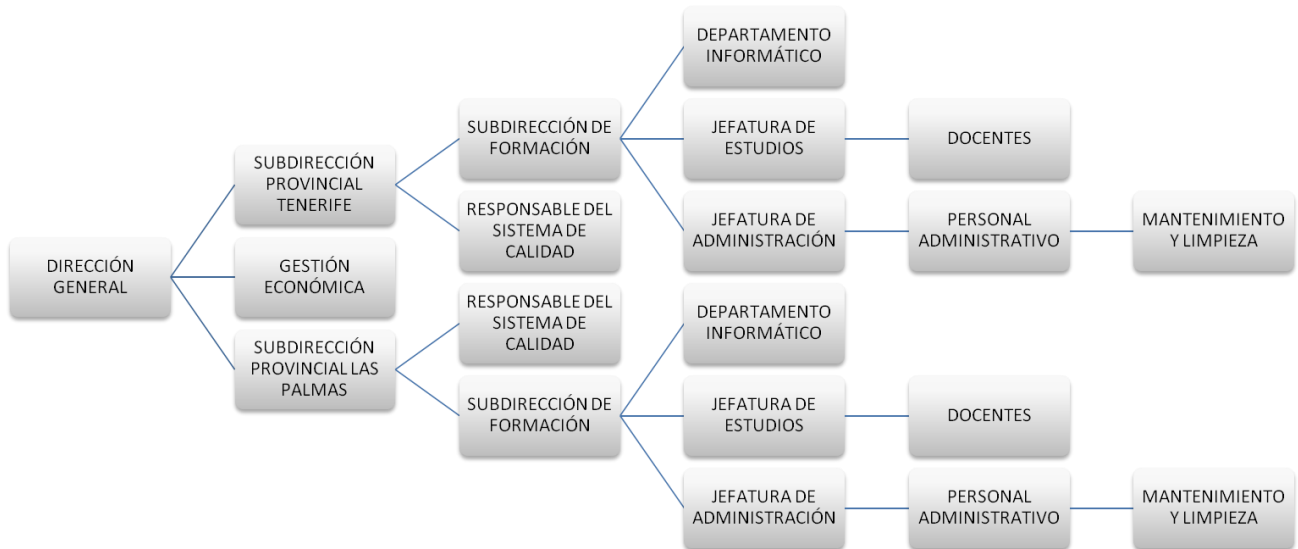 DIRECCIÓN
GENERAL
SUBDIRECCIÓN
PROVINCIAL
TENERIFE
SUBDIRECCIÓN DE
FORMACIÓN
DEPARTAMENTO
INFORMÁTICO
JEFATURA DE
ESTUDIOS
DOCENTES
JEFATURA DE
ADMINISTRACIÓN
PERSONAL
ADMINISTRATIVO
MANTENIMIENTO
Y LIMPIEZA
RESPONSABLE DEL
SISTEMA DE
CALIDAD
GESTIÓN
ECONÓMICA
SUBDIRECCIÓN
PROVINCIAL LAS
PALMAS
RESPONSABLE DEL
SISTEMA DE
CALIDAD
SUBDIRECCIÓN DE
FORMACIÓN
DEPARTAMENTO
INFORMÁTICO
JEFATURA DE
ESTUDIOS
DOCENTES
JEFATURA DE
ADMINISTRACIÓN
PERSONAL
ADMINISTRATIVO
MANTENIMIENTO
Y LIMPIEZA